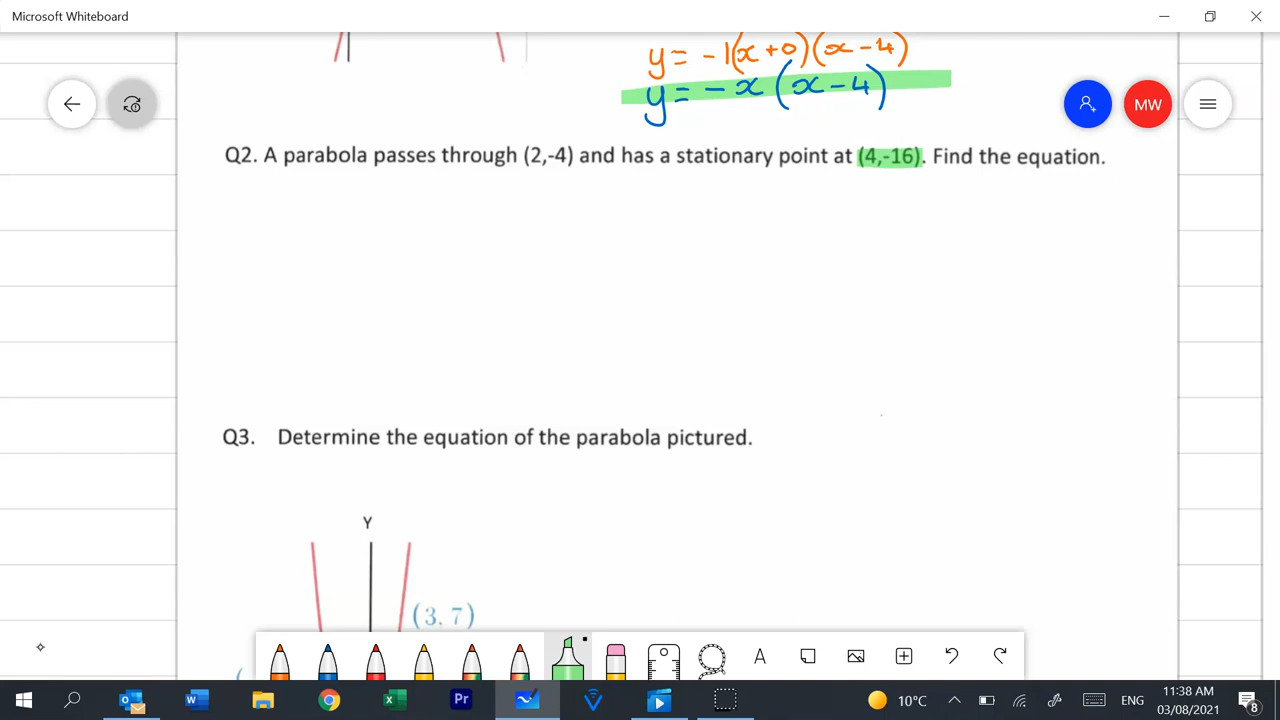 Microsoft Whiteboard
y = -1(x+0)(x-4)
y = -x(x-4)
MW
Q2. A parabola passes through (2,-4) and has a stationary point at (4,-16). Find the equation.
Q3. Determine the equation of the parabola pictured.
Y
(3, 7)
A
10°C
ENG
11:38 AM
03/08/2021
8
W
X
Pr